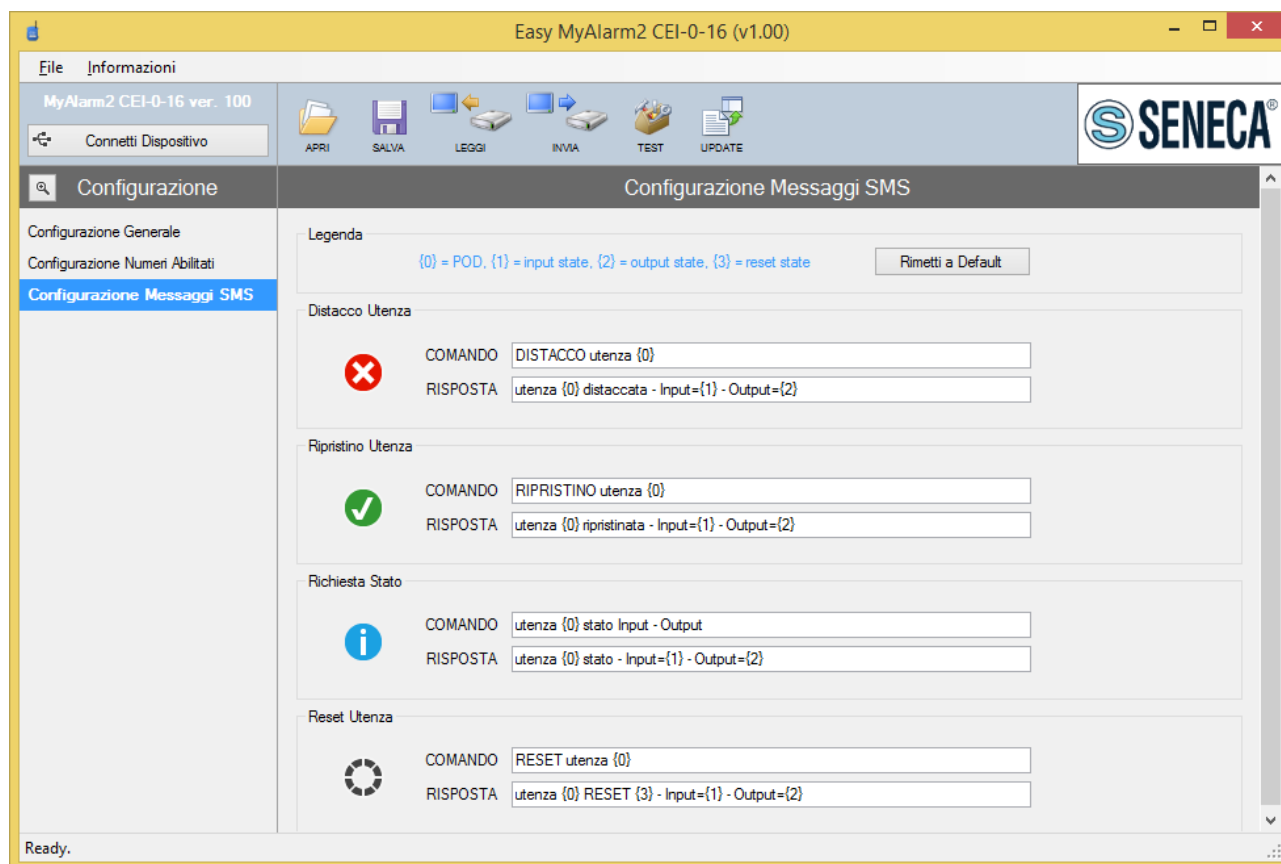 Easy MyAlarm2 CEI-0-16 (v1.00)
File Informazioni
MyAlarm2 CEI-0-16 ver. 100
Connetti Dispositivo
APRI SALVA LEGGI INVIA TEST UPDATE
S SENECA®
Configurazione
Configurazione Generale
Configurazione Numeri Abilitati
Configurazione Messaggi SMS
Configurazione Messaggi SMS
Legenda
{0} = POD, {1} = input state, {2} = output state, {3} = reset state
Rimetti a Default
Distacco Utenza
COMANDO DISTACCO utenza {0}
RISPOSTA utenza {0} distaccata - Input={1} - Output={2}
Ripristino Utenza
COMANDO RIPRISTINO utenza {0}
RISPOSTA utenza {0} ripristinata - Input={1} - Output={2}
Richiesta Stato
COMANDO utenza {0} stato Input - Output
RISPOSTA utenza {0} stato - Input={1} - Output={2}
Reset Utenza
COMANDO RESET utenza {0}
RISPOSTA utenza {0} RESET {3} - Input={1} - Output={2}
Ready.